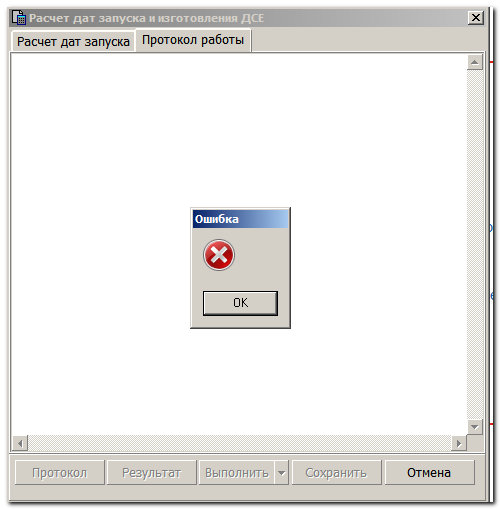 Расчет дат запуска и изготовления ДСЕ
Расчет дат запуска
Протокол работы
Ошибка
OK
Протокол
Результат
Выполнить
Сохранить
Отмена